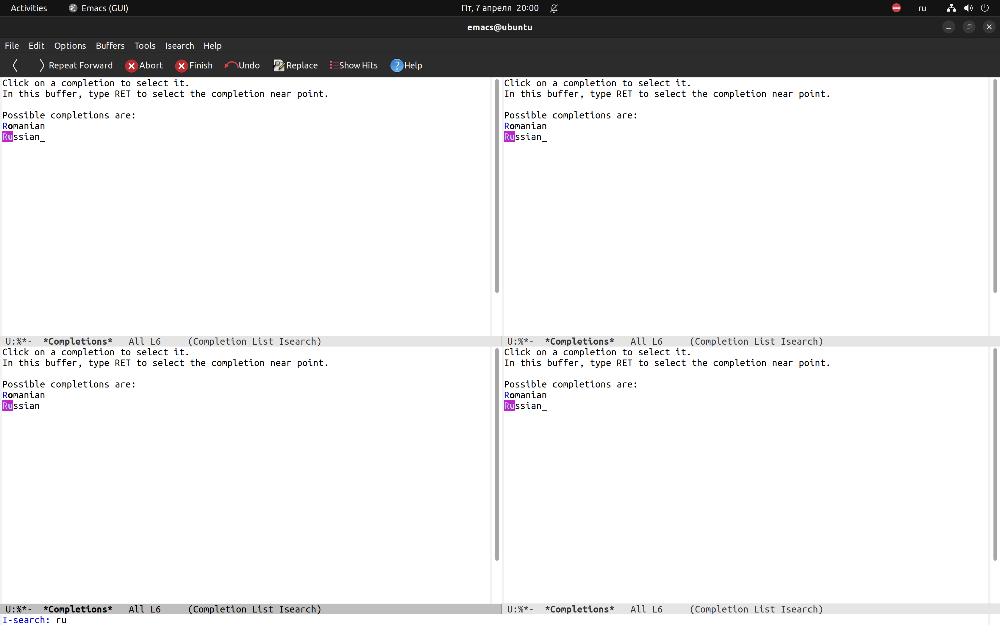 Activities Emacs (GUI) Пт, 7 апреля 20:00 ru
emacs@ubuntu
File Edit Options Buffers Tools Isearch Help
Repeat Forward Abort Finish Undo Replace Show Hits Help
Click on a completion to select it.
In this buffer, type RET to select the completion near point.
Possible completions are:
Romanian
Russian
U:%*- *Completions* All L6 (Completion List Isearch)
Click on a completion to select it.
In this buffer, type RET to select the completion near point.
Possible completions are:
Romanian
Russian
U:%*- *Completions* All L6 (Completion List Isearch)
Click on a completion to select it.
In this buffer, type RET to select the completion near point.
Possible completions are:
Romanian
Russian
U:%*- *Completions* All L6 (Completion List Isearch)
Click on a completion to select it.
In this buffer, type RET to select the completion near point.
Possible completions are:
Romanian
Russian
U:%*- *Completions* All L6 (Completion List Isearch)
I-search: ru